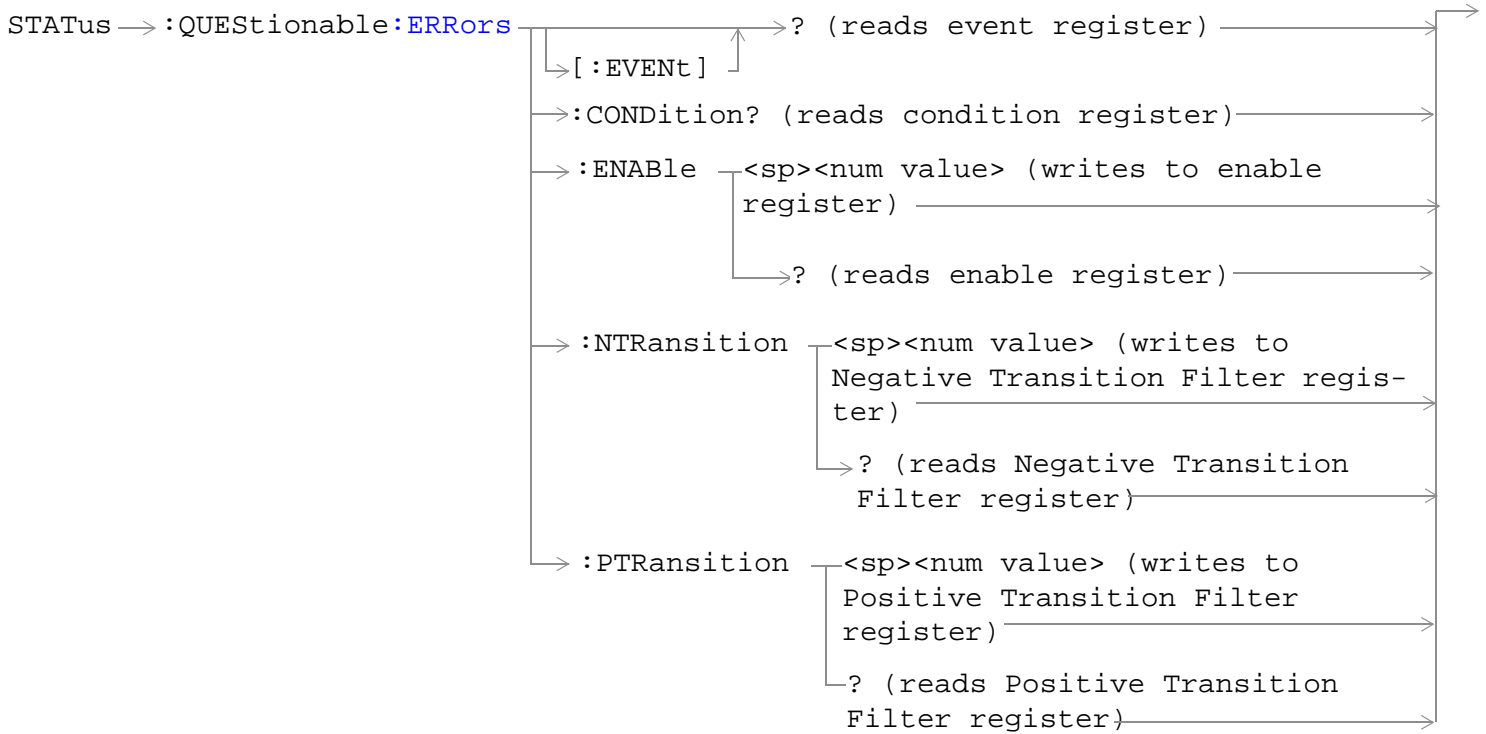 STATus :QUEStionable:ERRors ? (reads event register)
[:EVENt]
:CONDition? (reads condition register)
:ENABle <sp><num value> (writes to enable
register)
? (reads enable register)
:NTRansition <sp><num value> (writes to
Negative Transition Filter regis-
ter)
? (reads Negative Transition
Filter register)
:PTRansition <sp><num value> (writes to
Positive Transition Filter
register)
? (reads Positive Transition
Filter register)